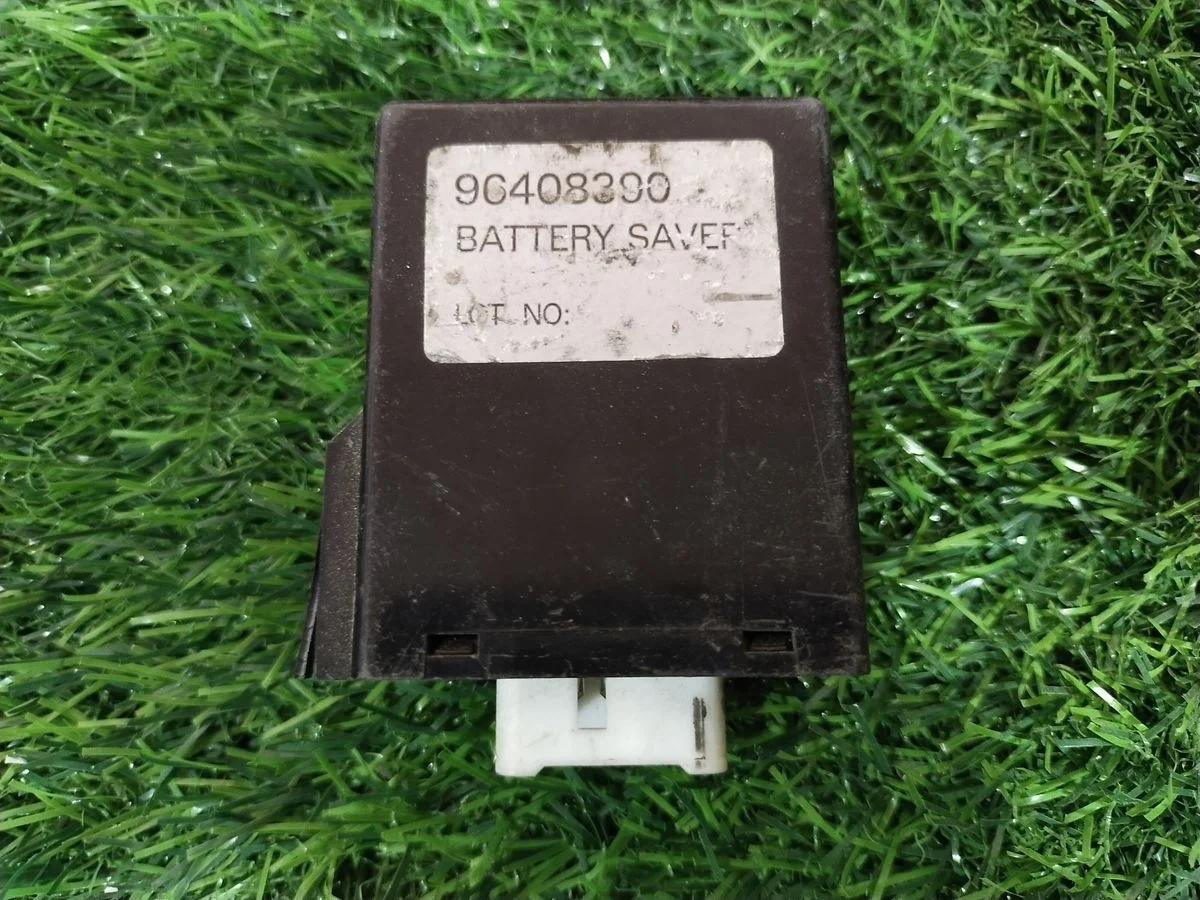 96408390
BATTERY SAVER
LOT NO: